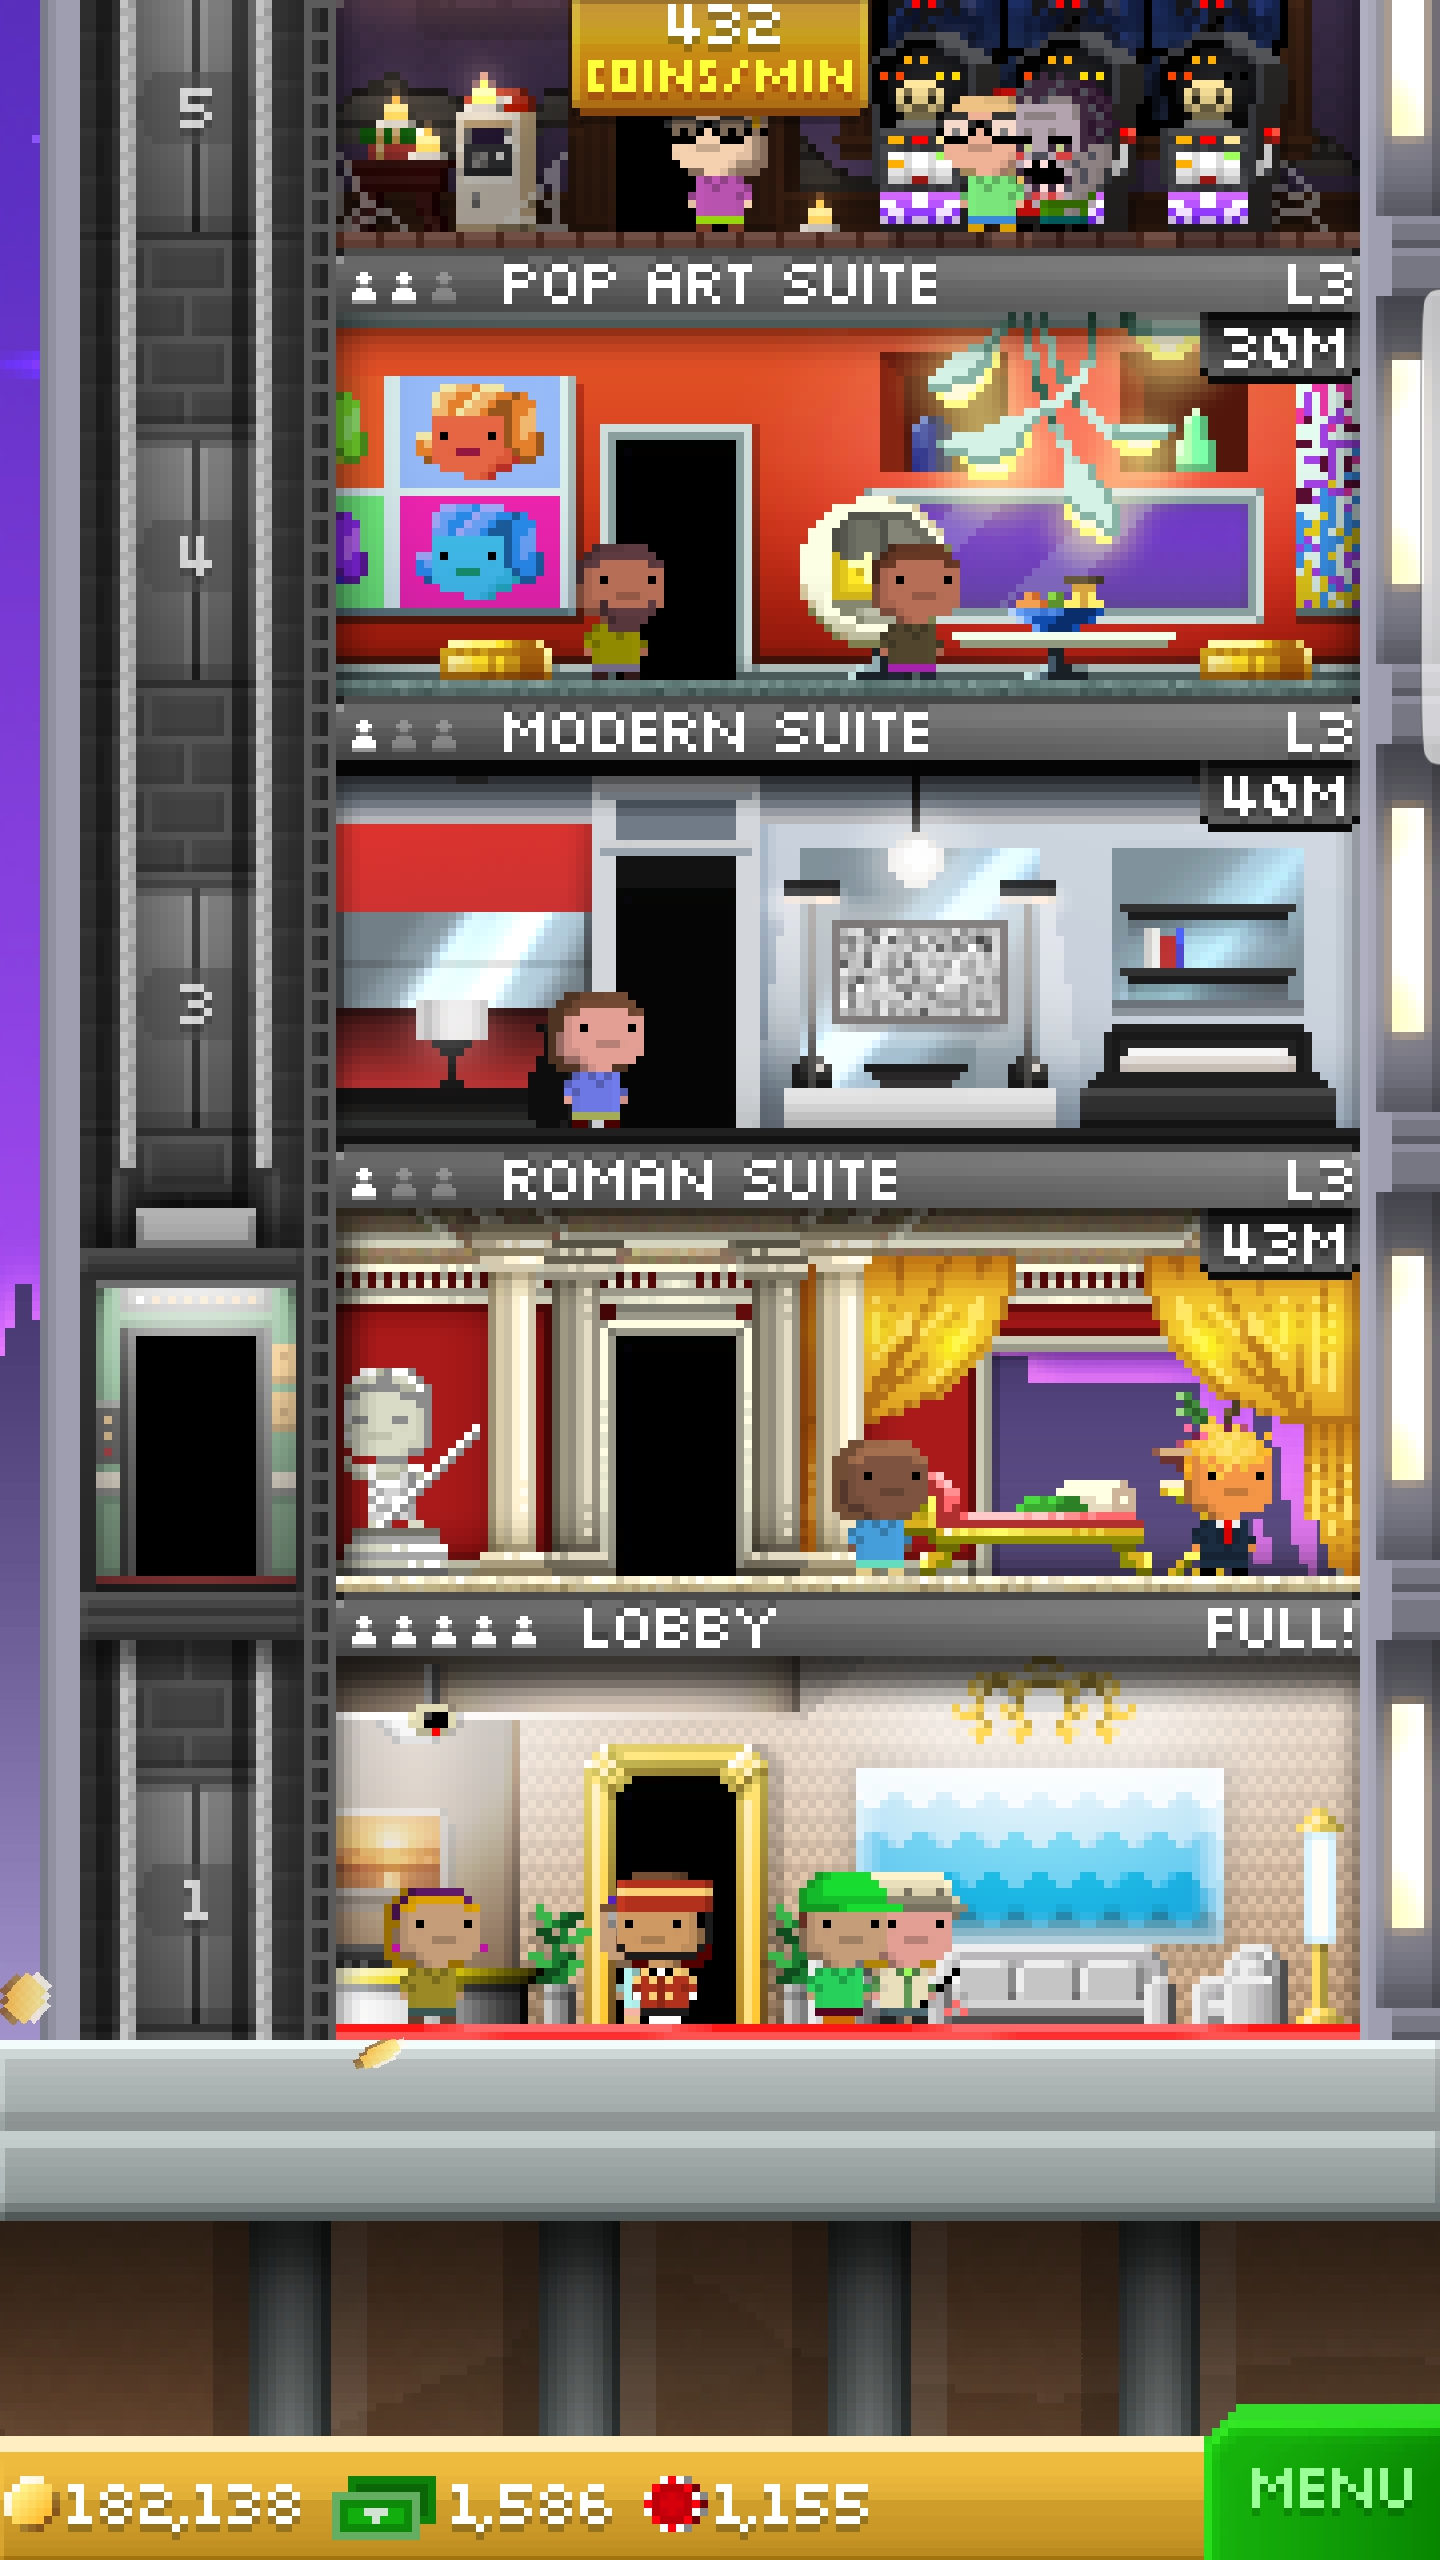 432
COINS/MIN
5
POP ART SUITE L3
30M
4
MODERN SUITE L3
40M
3
ROMAN SUITE L3
43M
LOBBY FULL!
1
182,138 1,586 1,155
MENU